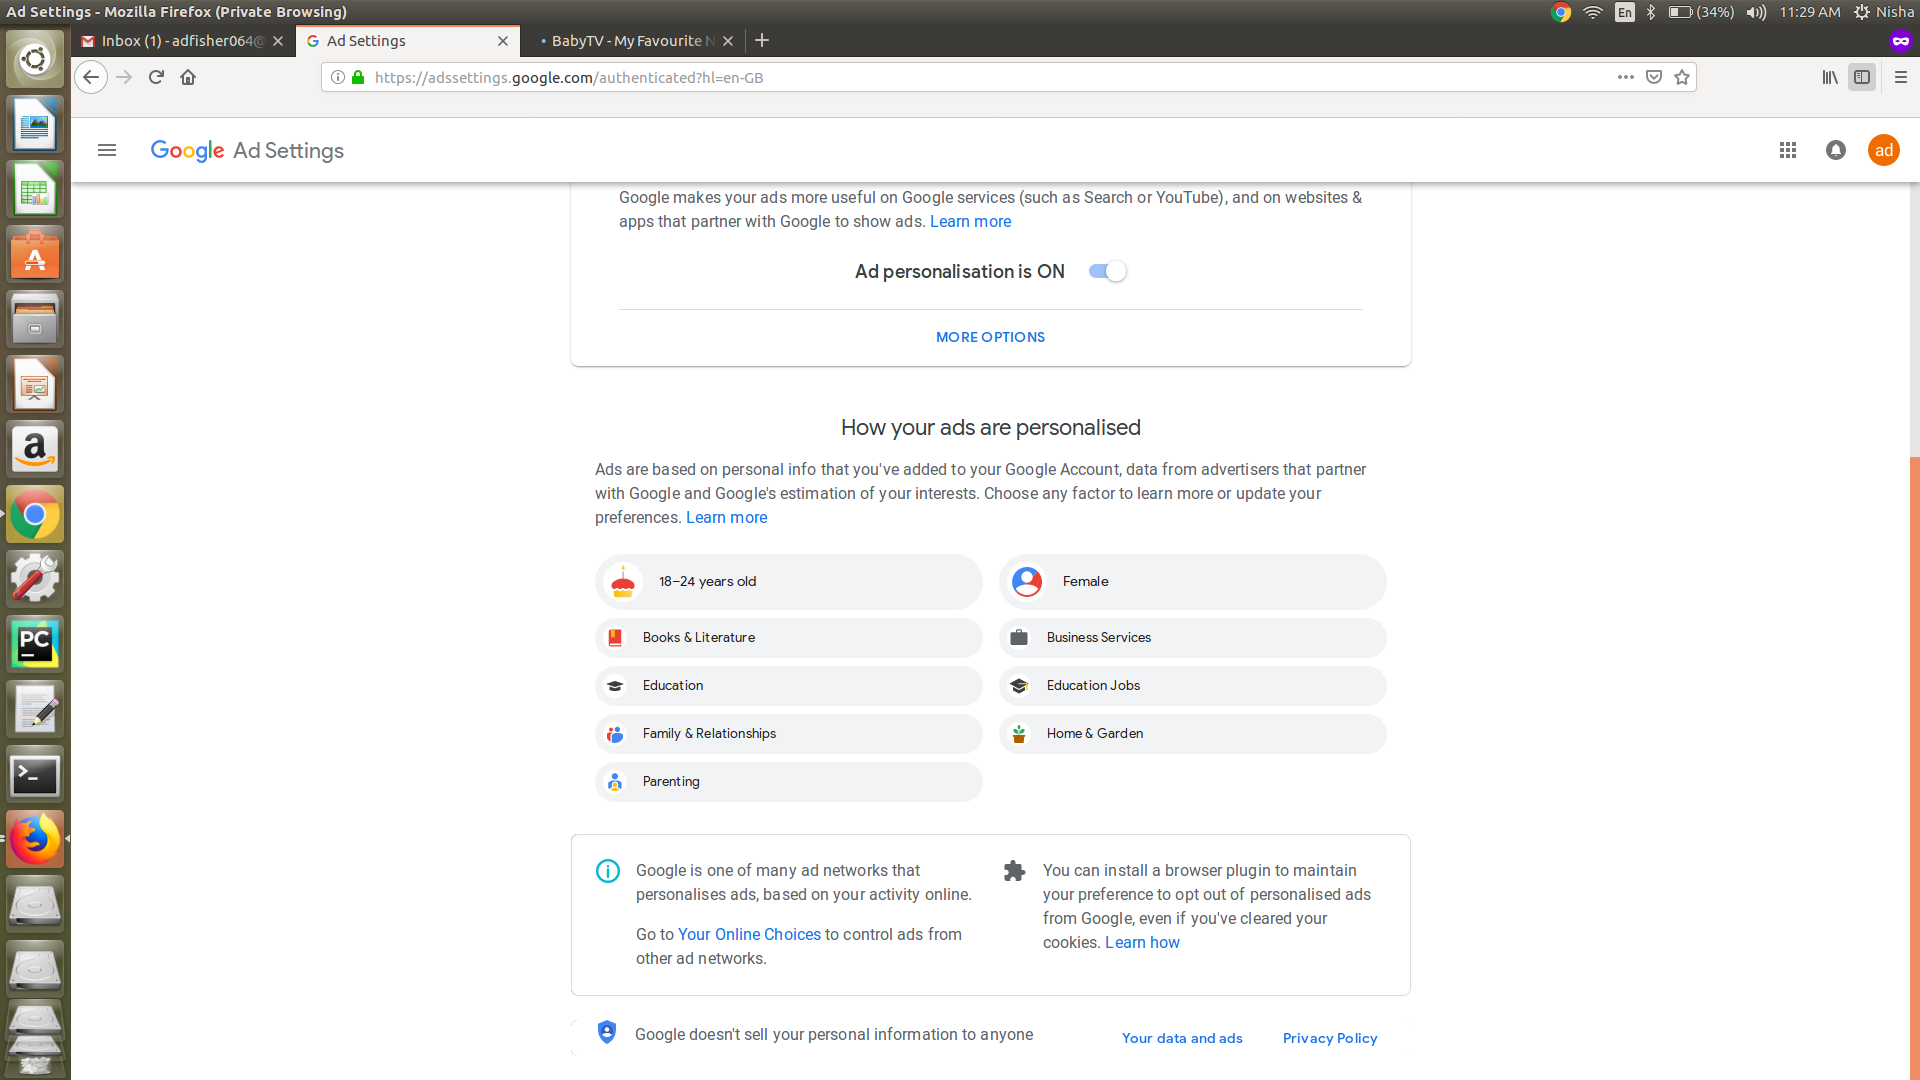 Ad Settings - Mozilla Firefox (Private Browsing)
En
(34%)
11:29 AM
Nisha
Inbox (1) - adfisher064@
Ad Settings
BabyTV - My Favourite N
https://adssettings.google.com/authenticated?hl=en-GB
Google Ad Settings
ad
Google makes your ads more useful on Google services (such as Search or YouTube), and on websites &
apps that partner with Google to show ads. Learn more
Ad personalisation is ON
MORE OPTIONS
How your ads are personalised
Ads are based on personal info that you've added to your Google Account, data from advertisers that partner
with Google and Google's estimation of your interests. Choose any factor to learn more or update your
preferences. Learn more
18–24 years old
Female
Books & Literature
Business Services
Education
Education Jobs
Family & Relationships
Home & Garden
Parenting
Google is one of many ad networks that
personalises ads, based on your activity online.
Go to Your Online Choices to control ads from
other ad networks.
You can install a browser plugin to maintain
your preference to opt out of personalised ads
from Google, even if you've cleared your
cookies. Learn how
Google doesn't sell your personal information to anyone
Your data and ads
Privacy Policy
a
PC